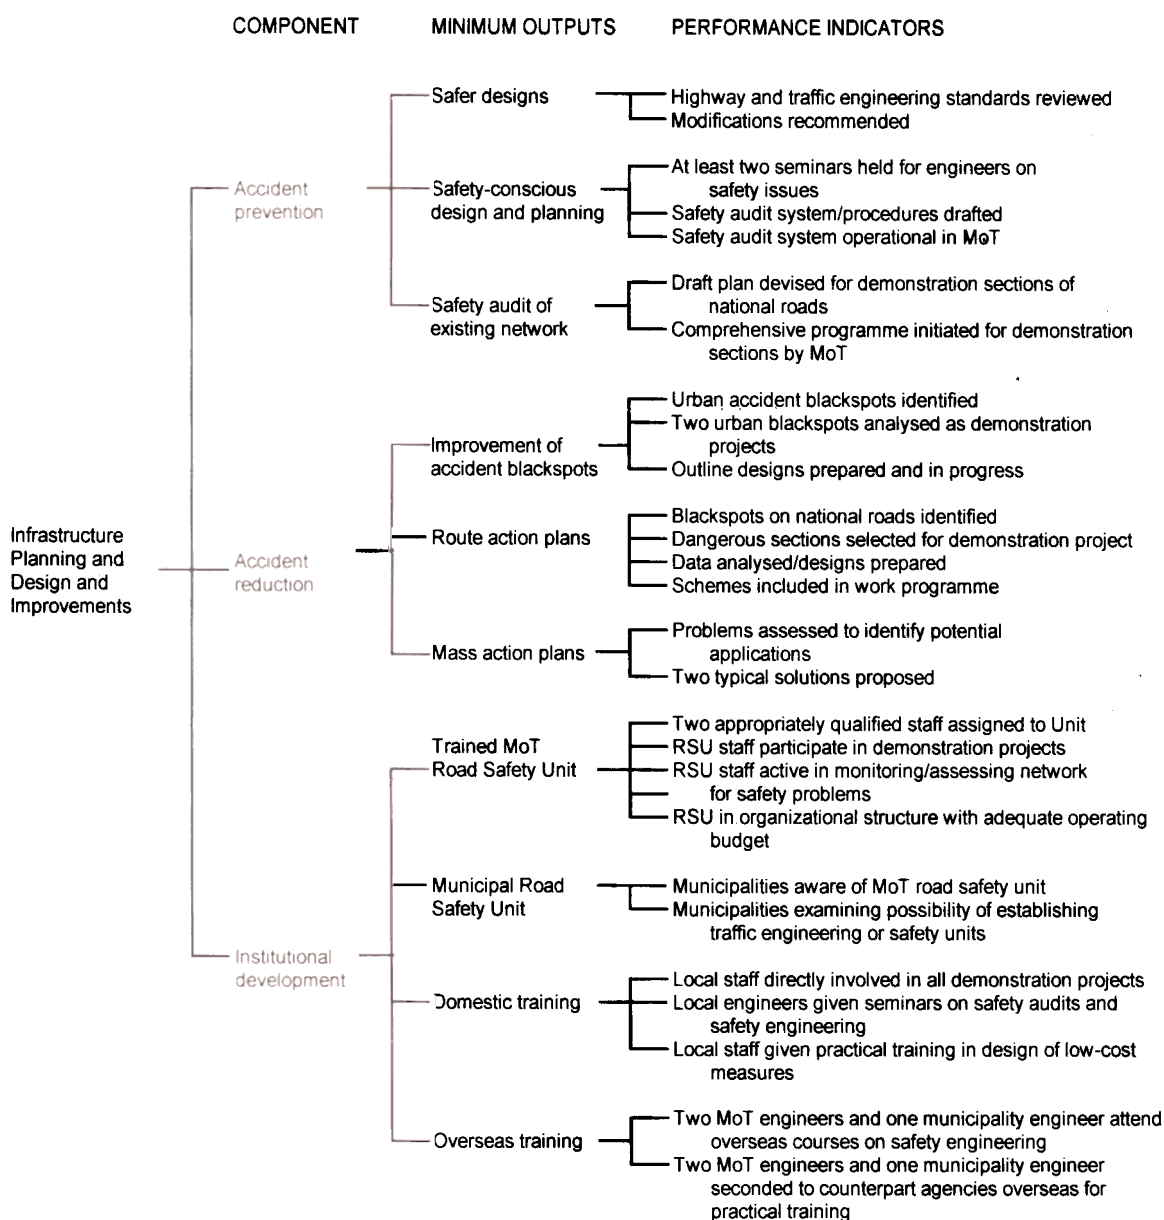 COMPONENT MINIMUM OUTPUTS PERFORMANCE INDICATORS
Infrastructure
Planning and
Design and
Improvements
Accident
prevention
Safer designs
Highway and traffic engineering standards reviewed
Modifications recommended
Safety-conscious
design and planning
At least two seminars held for engineers on
safety issues
Safety audit system/procedures drafted
Safety audit system operational in MoT
Safety audit of
existing network
Draft plan devised for demonstration sections of
national roads
Comprehensive programme initiated for demonstration
sections by MoT
Accident
reduction
Improvement of
accident blackspots
Urban accident blackspots identified
Two urban blackspots analysed as demonstration
projects
Outline designs prepared and in progress
Route action plans
Blackspots on national roads identified
Dangerous sections selected for demonstration project
Data analysed/designs prepared
Schemes included in work programme
Mass action plans
Problems assessed to identify potential
applications
Two typical solutions proposed
Institutional
development
Trained MoT
Road Safety Unit
Two appropriately qualified staff assigned to Unit
RSU staff participate in demonstration projects
RSU staff active in monitoring/assessing network
for safety problems
RSU in organizational structure with adequate operating
budget
Municipal Road
Safety Unit
Municipalities aware of MoT road safety unit
Municipalities examining possibility of establishing
traffic engineering or safety units
Domestic training
Local staff directly involved in all demonstration projects
Local engineers given seminars on safety audits and
safety engineering
Local staff given practical training in design of low-cost
measures
Overseas training
Two MoT engineers and one municipality engineer attend
overseas courses on safety engineering
Two MoT engineers and one municipality engineer
seconded to counterpart agencies overseas for
practical training